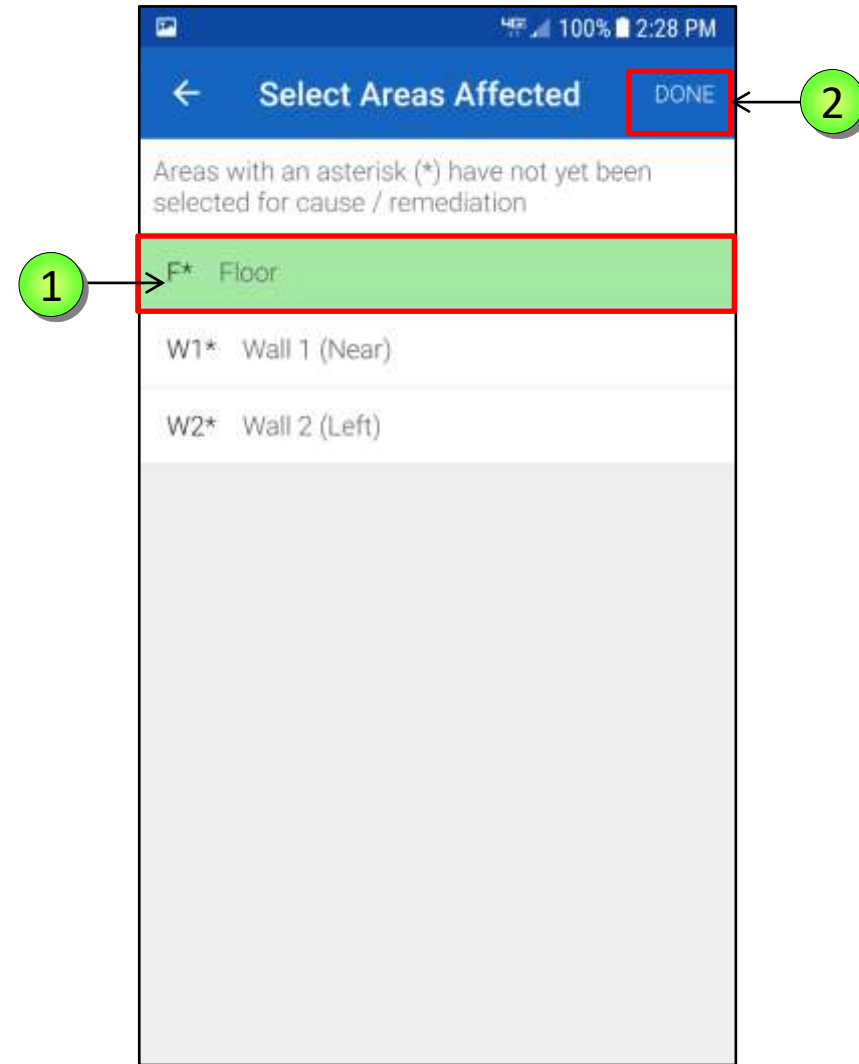 4GE 100% 2:28 PM
Select Areas Affected DONE
2
Areas with an asterisk (*) have not yet been
selected for cause / remediation
1
F* Floor
W1* Wall 1 (Near)
W2* Wall 2 (Left)